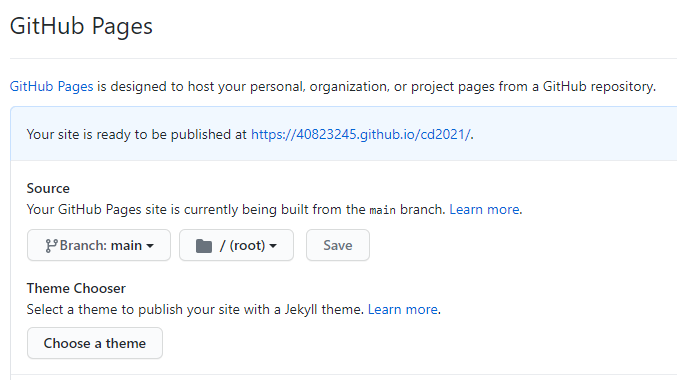 GitHub Pages
GitHub Pages is designed to host your personal, organization, or project pages from a GitHub repository.
Your site is ready to be published at https://40823245.github.io/cd2021/.
Source
Your GitHub Pages site is currently being built from the main branch. Learn more.
Branch: main / (root) Save
Theme Chooser
Select a theme to publish your site with a Jekyll theme. Learn more.
Choose a theme